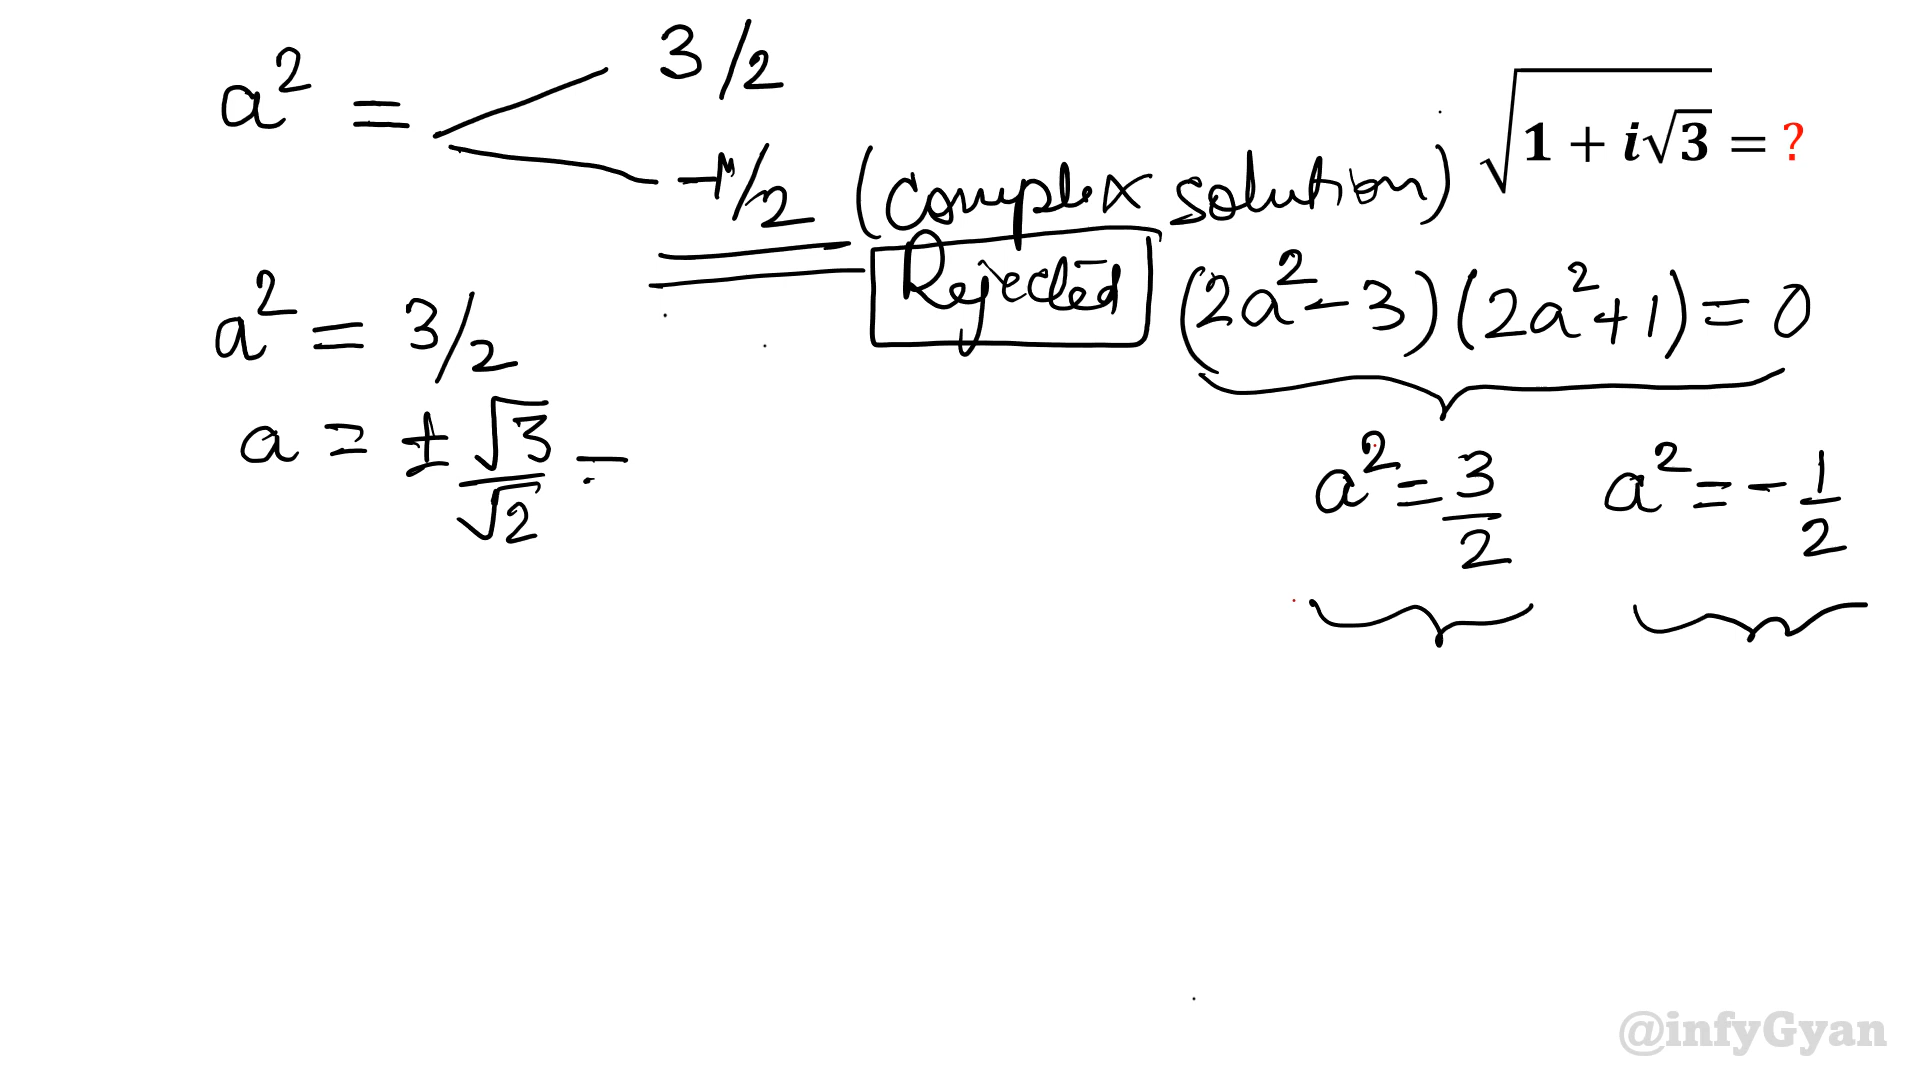 a² = 3/2
-1/2 (Complex solution)
Rejected
a² = 3/2
a = ± √3/√2 =
√(1 + i√3) = ?
(2a² - 3)(2a² + 1) = 0
a² = 3/2 a² = - 1/2
@infyGyan